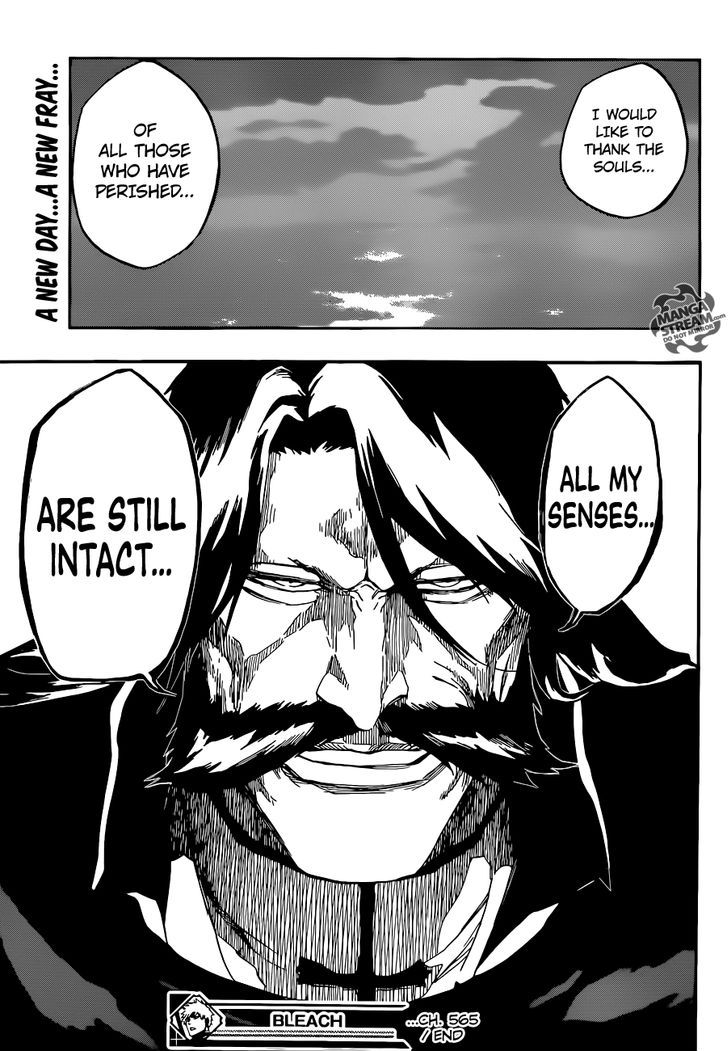 A NEW DAY...A NEW FRAY...
I WOULD
LIKE TO
THANK THE
SOULS...
OF
ALL THOSE
WHO HAVE
PERISHED...
MANGA
STREAM.com
DO NOT MIRROR
ALL MY
SENSES...
ARE STILL
INTACT...
BLEACH
...CH. 565
/ END